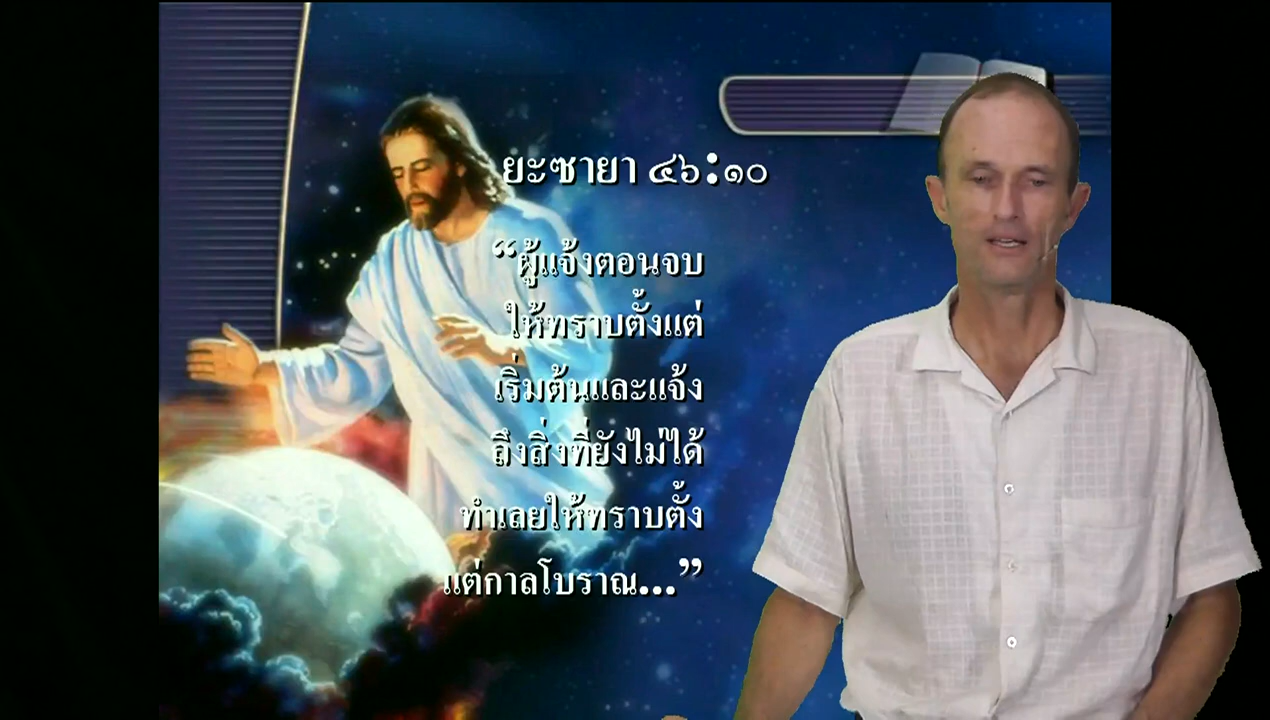 ยะซายา ๔๖:๑๐
“ผู้แจ้งตอนจบ
ให้ทราบตั้งแต่
เริ่มต้นและแจ้ง
ถึงสิ่งที่ยังไม่ได้
ทำเลยให้ทราบตั้ง
แต่กาลโบราณ...”